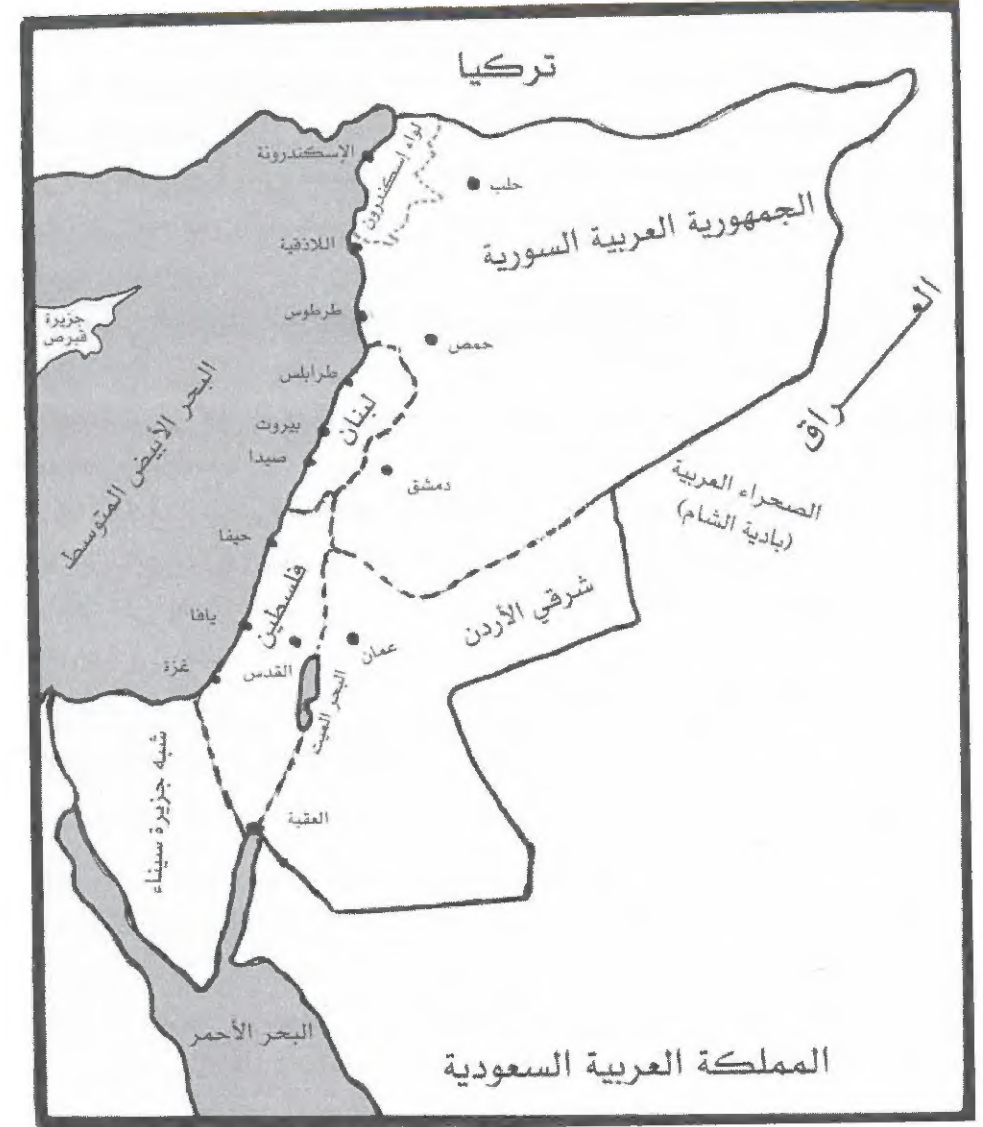 تركيا
الإسكندرونة
لواء إسكندرون
حلب
الجمهورية العربية السورية
اللاذقية
العـــراق
جزيرة
قبرص
طرطوس
حمص
البحر الأبيض المتوسط
طرابلس
لبنان
بيروت
صيدا
دمشق
الصحراء العربية
(بادية الشام)
حيفا
فلسطين
يافا
شرقي الأردن
عمان
القدس
غزة
البحر الميت
شبه جزيرة سيناء
العقبة
البحر الأحمر
المملكة العربية السعودية